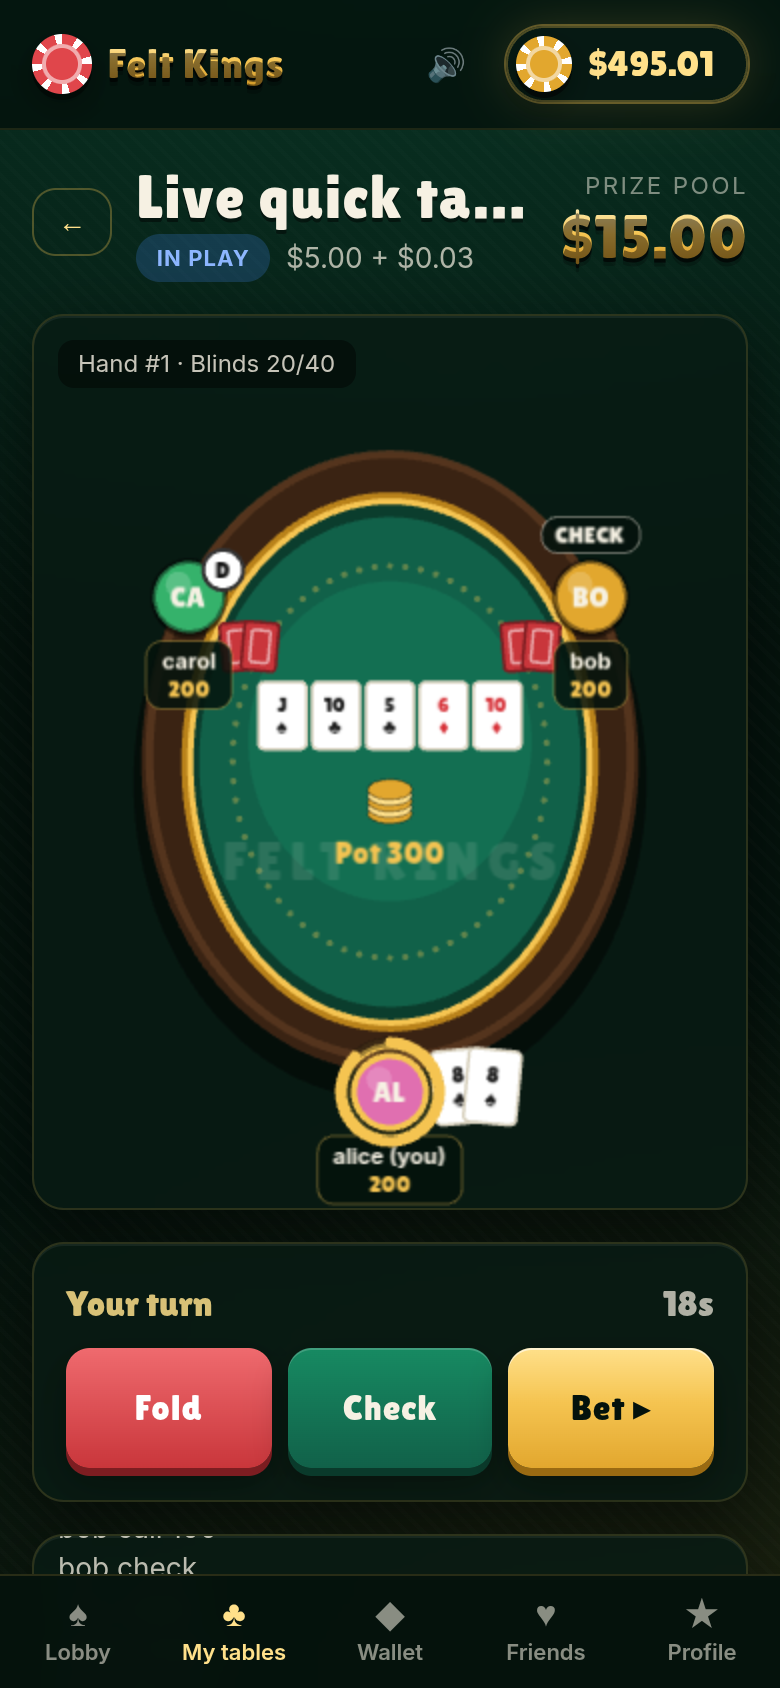 Felt Kings
$495.01
←
Live quick ta...
PRIZE POOL
$15.00
IN PLAY
$5.00 + $0.03
Hand #1 · Blinds 20/40
CHECK
CA
D
BO
carol
200
bob
200
J♠ 10♣ 5♣ 6♦ 10♦
FELT KINGS
Pot 300
AL
8♣ 8♠
alice (you)
200
Your turn
18s
Fold
Check
Bet ▸
bob check
Lobby
My tables
Wallet
Friends
Profile